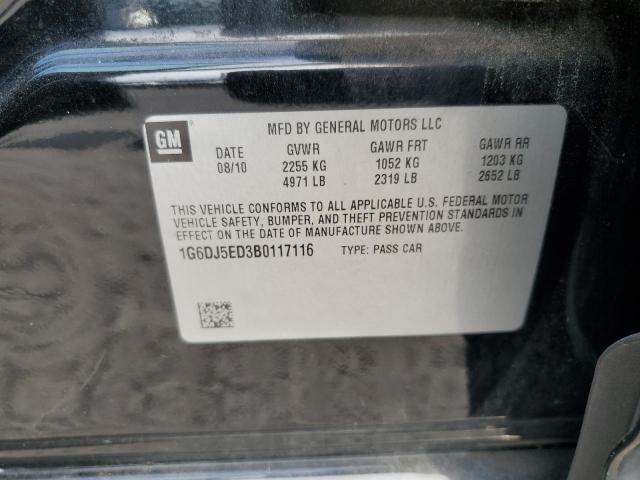 GM
MFD BY GENERAL MOTORS LLC
DATE GVWR GAWR FRT GAWR RR
08/10 2255 KG 1052 KG 1203 KG
4971 LB 2319 LB 2652 LB
THIS VEHICLE CONFORMS TO ALL APPLICABLE U.S. FEDERAL MOTOR
VEHICLE SAFETY, BUMPER, AND THEFT PREVENTION STANDARDS IN
EFFECT ON THE DATE OF MANUFACTURE SHOWN ABOVE.
1G6DJ5ED3B0117116 TYPE: PASS CAR